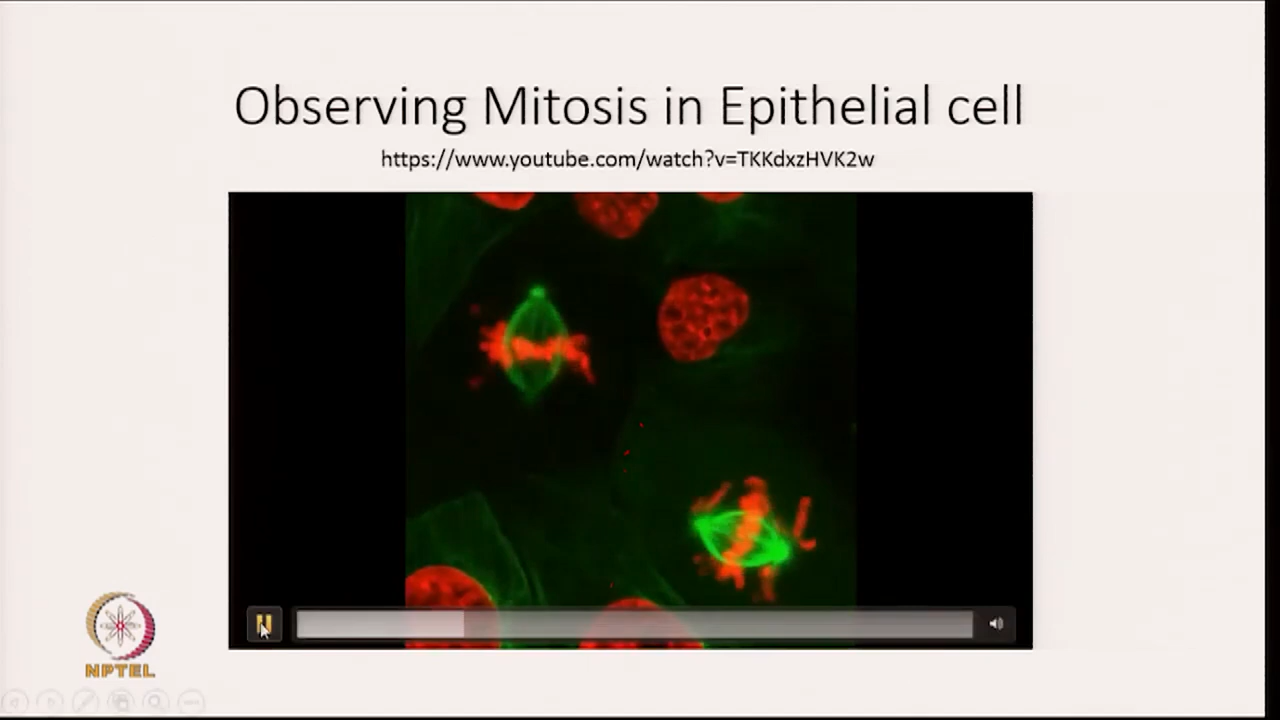 Observing Mitosis in Epithelial cell
https://www.youtube.com/watch?v=TKKdxzHVK2w
NPTEL